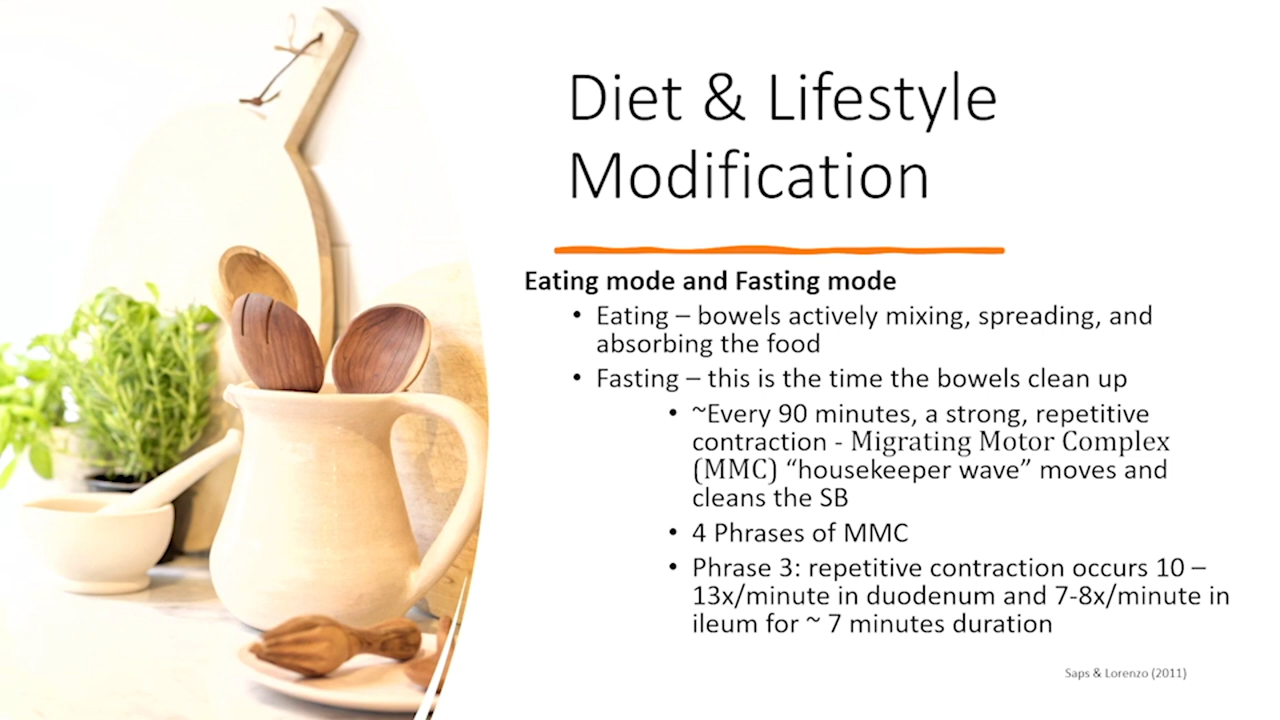 Diet & Lifestyle
Modification
Eating mode and Fasting mode
• Eating – bowels actively mixing, spreading, and
absorbing the food
• Fasting – this is the time the bowels clean up
• ~Every 90 minutes, a strong, repetitive
contraction - Migrating Motor Complex
(MMC) “housekeeper wave” moves and
cleans the SB
• 4 Phrases of MMC
• Phrase 3: repetitive contraction occurs 10 –
13x/minute in duodenum and 7-8x/minute in
ileum for ~ 7 minutes duration
Saps & Lorenzo (2011)